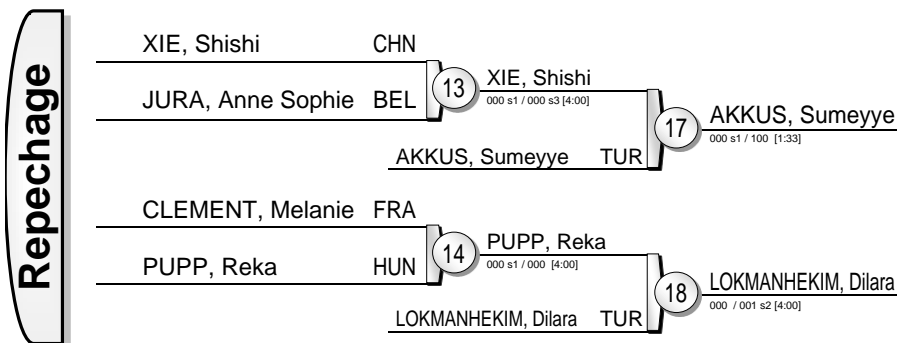 Repechage
XIE, Shishi CHN
JURA, Anne Sophie BEL
13
XIE, Shishi
000 s1 / 000 s3 [4:00]
AKKUS, Sumeyye TUR
17
AKKUS, Sumeyye
000 s1 / 100 [1:33]
CLEMENT, Melanie FRA
PUPP, Reka HUN
14
PUPP, Reka
000 s1 / 000 [4:00]
LOKMANHEKIM, Dilara TUR
18
LOKMANHEKIM, Dilara
000 / 001 s2 [4:00]